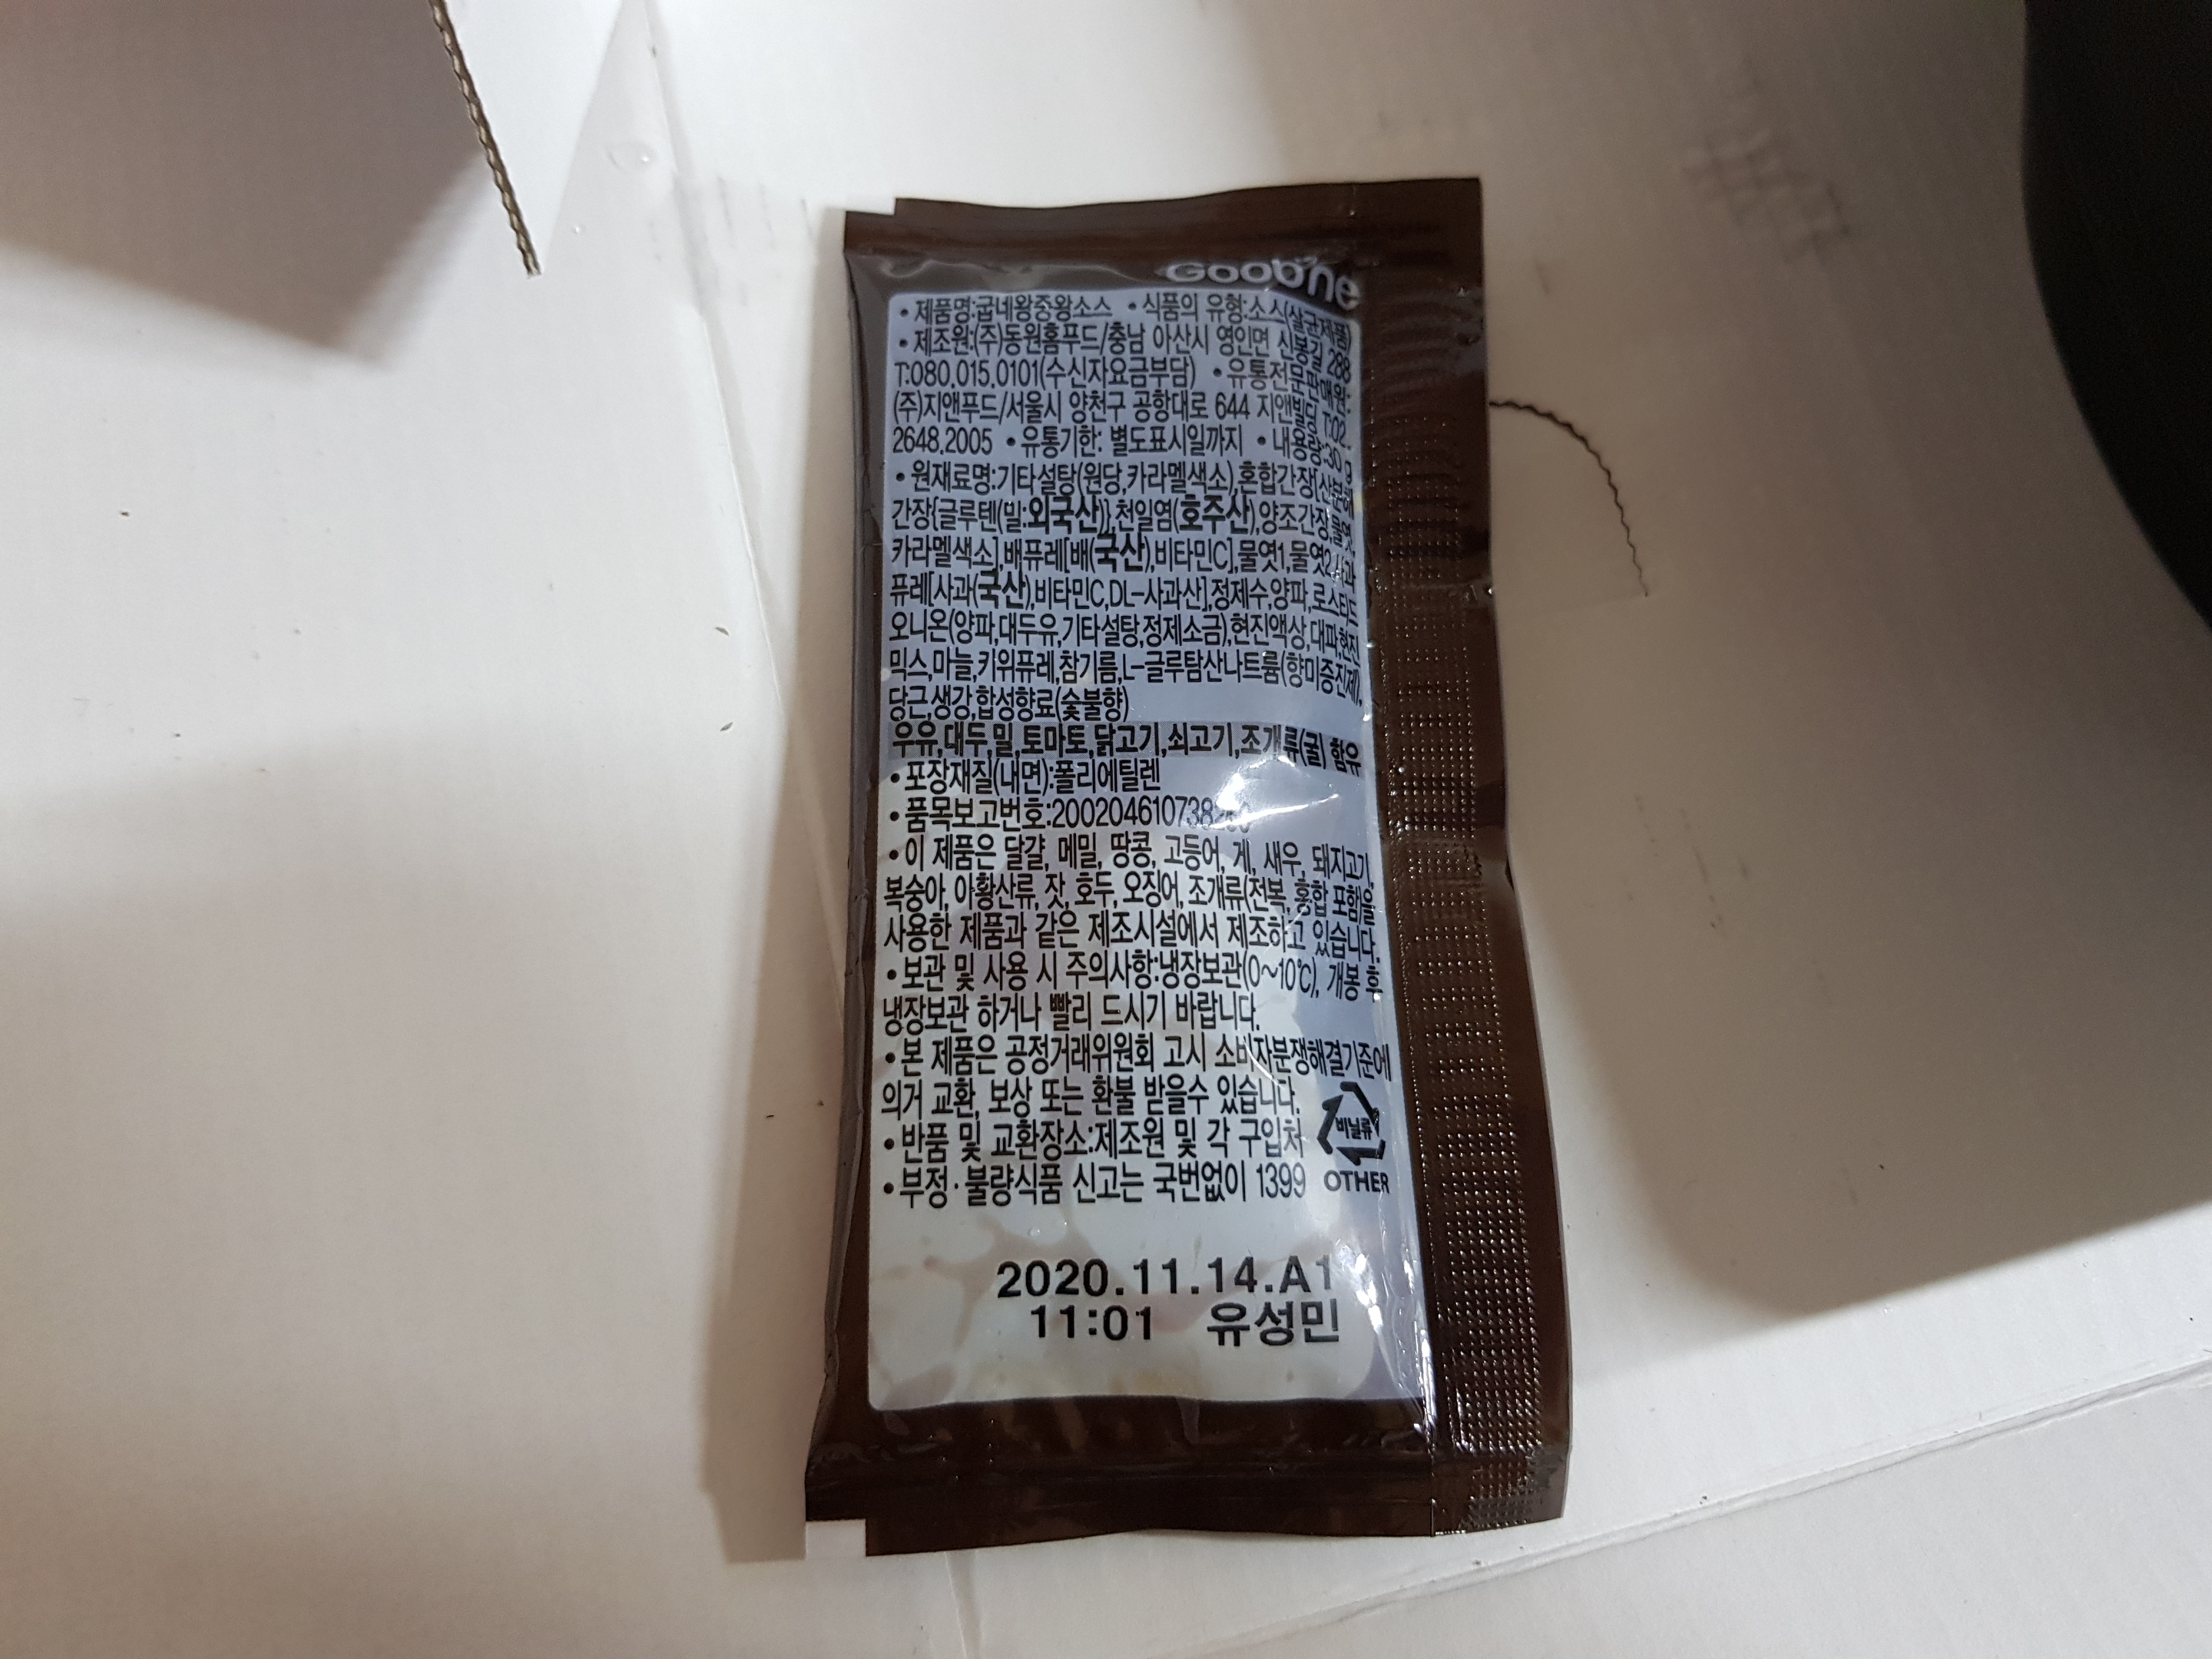 Goobne
• 제품명:굽네왕중왕소스 • 식품의 유형:소스(살균제품)
• 제조원:(주)동원홈푸드/충남 아산시 영인면 신봉길 288
T:080.015.0101(수신자요금부담) • 유통전문판매원:
(주)지앤푸드/서울시 양천구 공항대로 644 지앤빌딩 T:02.
2648.2005 • 유통기한: 별도표시일까지 • 내용량:30 g
• 원재료명:기타설탕(원당,카라멜색소),혼합간장[산분해
간장{글루텐(밀:외국산)},천일염(호주산),양조간장,물엿,
카라멜색소],배퓨레[배(국산),비타민C],물엿1,물엿2,사과
퓨레[사과(국산),비타민C,DL-사과산],정제수,양파,로스티드
오니온(양파,대두유,기타설탕,정제소금),현진액상,대파,현진
믹스,마늘,키위퓨레,참기름,L-글루탐산나트륨(향미증진제),
당근,생강,합성향료(숯불향)
우유,대두,밀,토마토,닭고기,쇠고기,조개류(굴) 함유
• 포장재질(내면):폴리에틸렌
• 품목보고번호:
• 이 제품은 달걀, 메밀, 땅콩, 고등어, 게, 새우, 돼지고기,
복숭아, 아황산류, 잣, 호두, 오징어, 조개류(전복, 홍합 포함)을
사용한 제품과 같은 제조시설에서 제조하고 있습니다.
• 보관 및 사용 시 주의사항:냉장보관(0~10℃), 개봉 후
냉장보관 하거나 빨리 드시기 바랍니다.
• 본 제품은 공정거래위원회 고시 소비자분쟁해결기준에
의거 교환, 보상 또는 환불 받을수 있습니다.
• 반품 및 교환장소:제조원 및 각 구입처
비닐류
• 부정·불량식품 신고는 국번없이 1399
OTHER
2020.11.14.A1
11:01 유성민